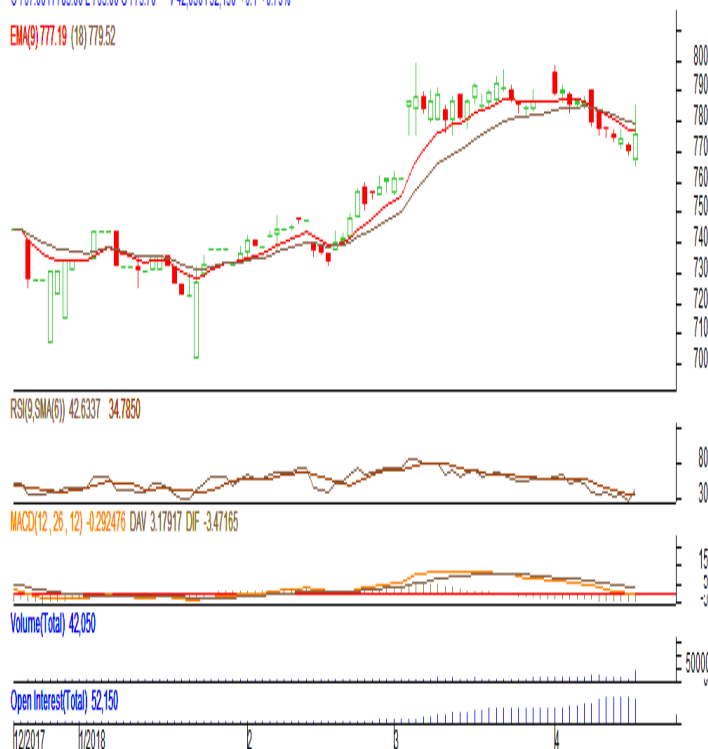 EMA(9) 777.19 (18) 779.52
800
790
780
770
760
750
740
730
720
710
700
RSI(9,SMA(6)) 42.6337 34.7850
80
30
MACD(12 , 26 , 12) -0.292476 DAV 3.17917 DIF -3.47165
15
3
Volume(Total) 42,050
50000
Open Interest(Total) 52,150
12/2017 1/2018 2 3 4